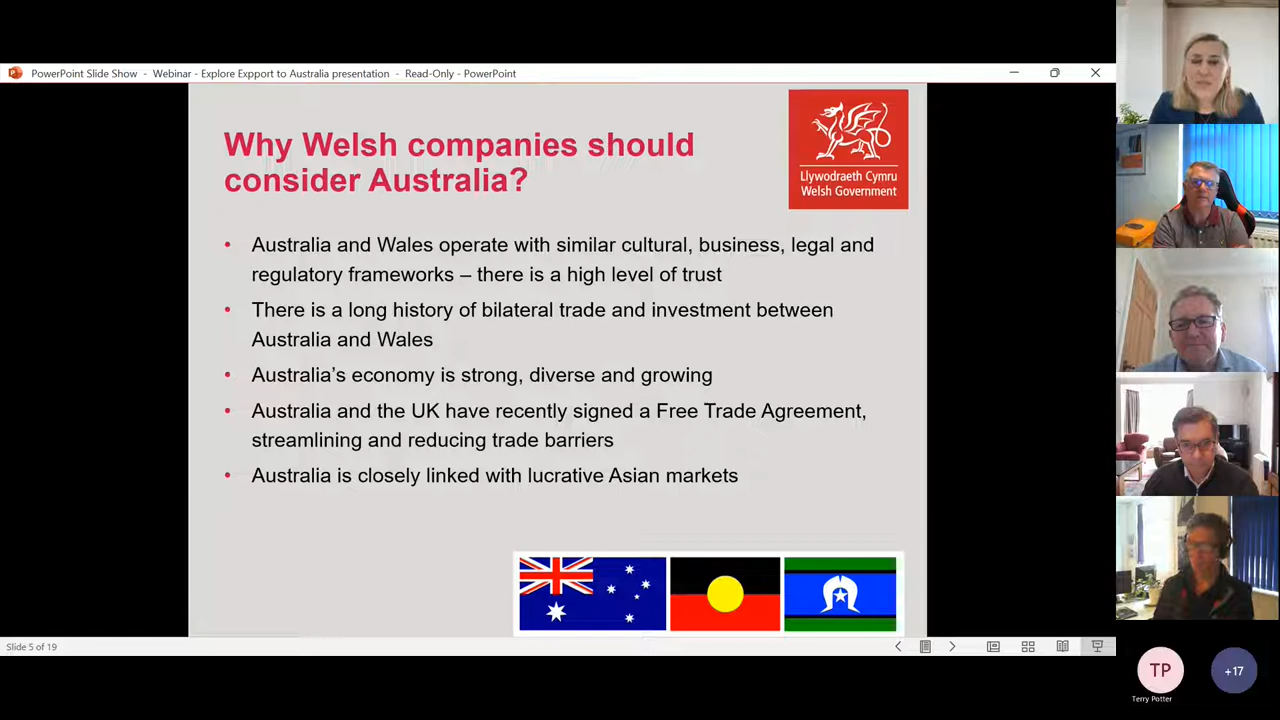 PowerPoint Slide Show - Webinar - Explore Expport to Australia presentation - Read-Only - PowerPoint
Why Welsh companies should
consider Australia?
Llywodraeth Cymru
Welsh Government
• Australia and Wales operate with similar cultural, business, legal and
regulatory frameworks – there is a high level of trust
• There is a long history of bilateral trade and investment between
Australia and Wales
• Australia's economy is strong, diverse and growing
• Australia and the UK have recently signed a Free Trade Agreement,
streamlining and reducing trade barriers
• Australia is closely linked with lucrative Asian markets
Slide 5 of 19
TP
+17
Terry Potter